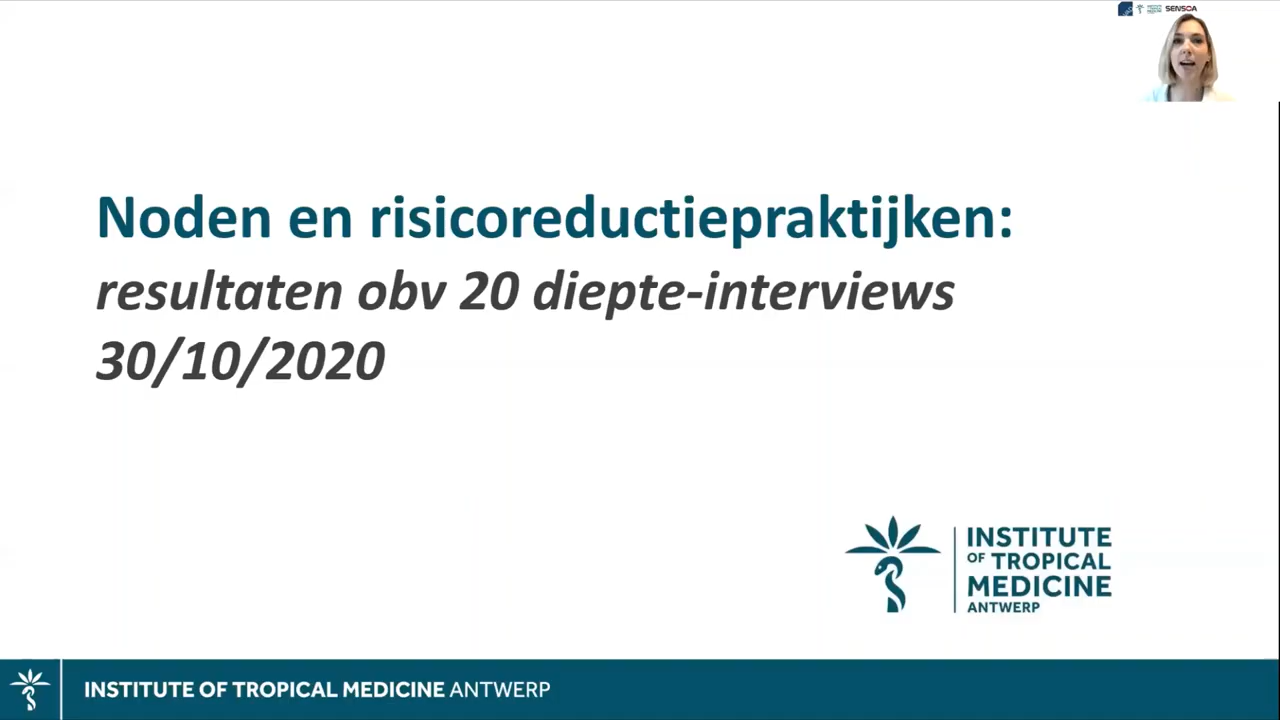 SENSOA
Noden en risicoreductiepraktijken:
resultaten obv 20 diepte-interviews
30/10/2020
INSTITUTE
OF TROPICAL
MEDICINE
ANTWERP
INSTITUTE OF TROPICAL MEDICINE ANTWERP